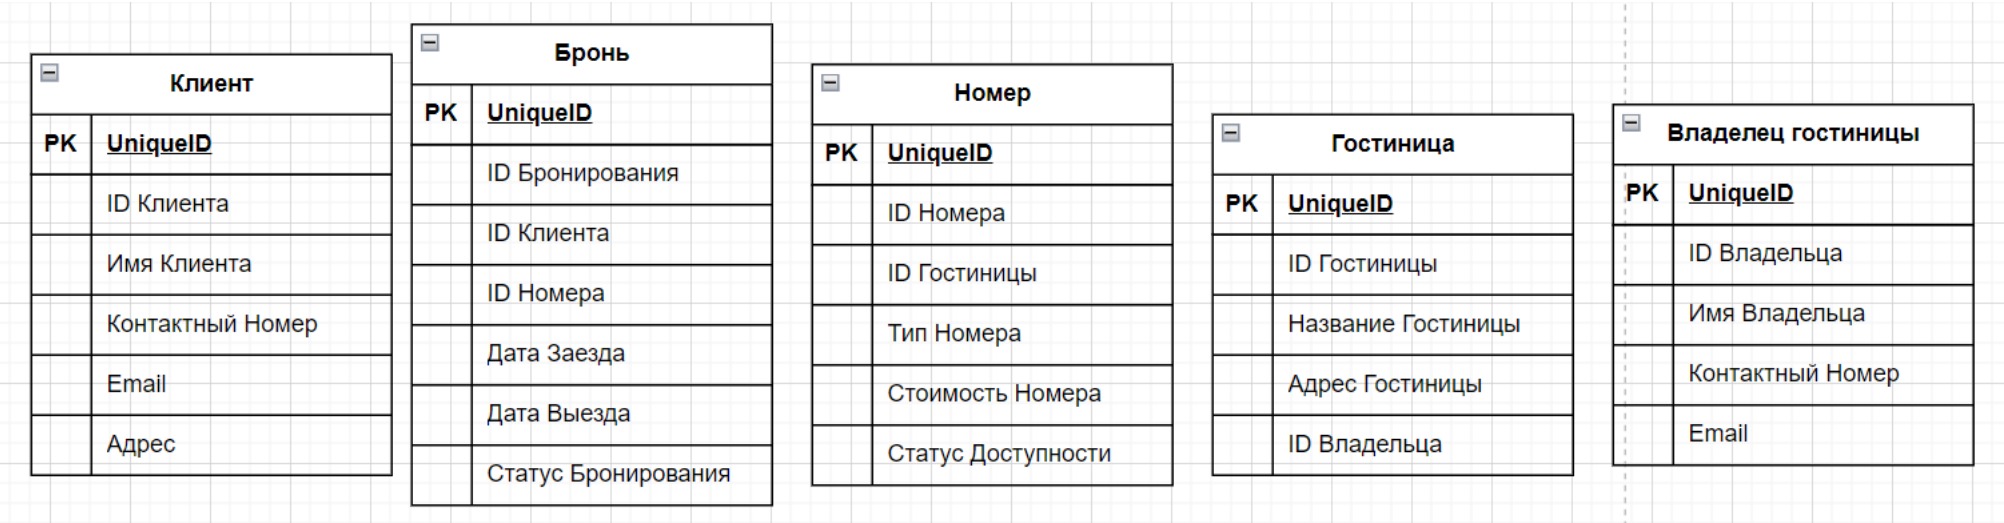 Клиент
PK UniqueID
ID Клиента
Имя Клиента
Контактный Номер
Email
Адрес
Бронь
PK UniqueID
ID Бронирования
ID Клиента
ID Номера
Дата Заезда
Дата Выезда
Статус Бронирования
Номер
PK UniqueID
ID Номера
ID Гостиницы
Тип Номера
Стоимость Номера
Статус Доступности
Гостиница
PK UniqueID
ID Гостиницы
Название Гостиницы
Адрес Гостиницы
ID Владельца
Владелец гостиницы
PK UniqueID
ID Владельца
Имя Владельца
Контактный Номер
Email